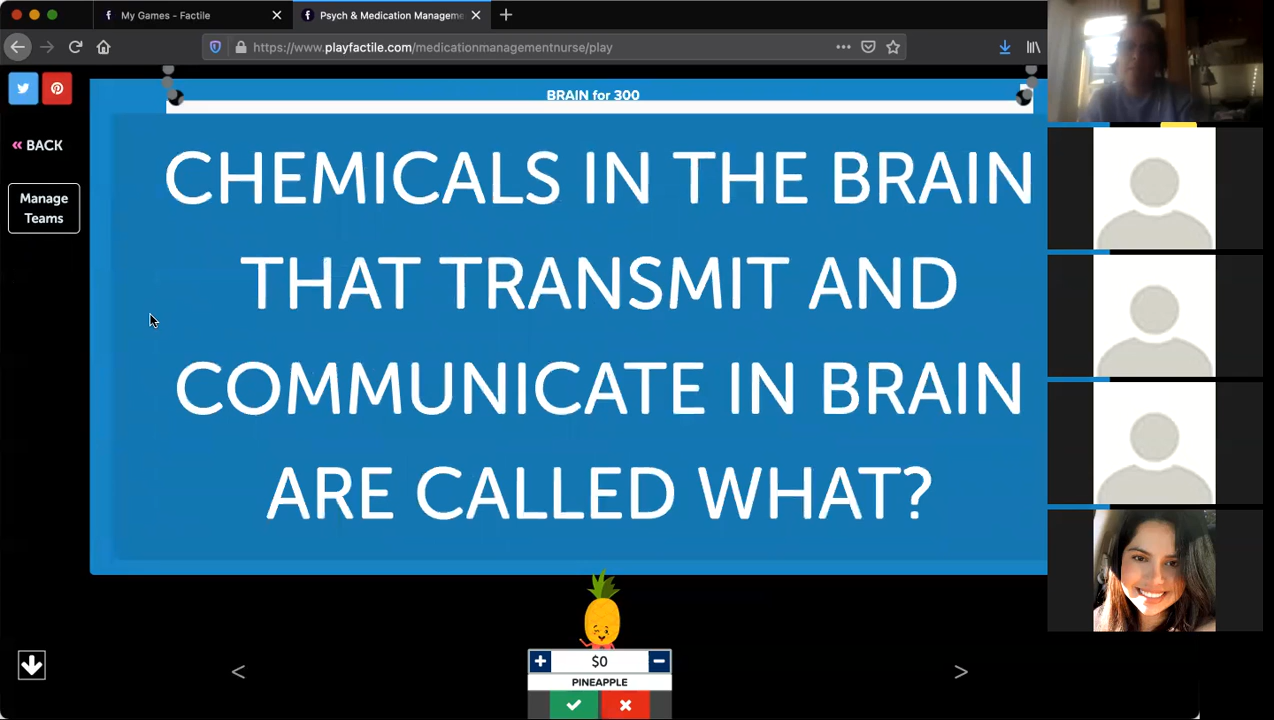 My Games - Factile
Psych & Medication Manageme
https://www.playfactile.com/medicationmanagementnurse/play
BACK
Manage
Teams
BRAIN for 300
CHEMICALS IN THE BRAIN
THAT TRANSMIT AND
COMMUNICATE IN BRAIN
ARE CALLED WHAT?
$0
PINEAPPLE